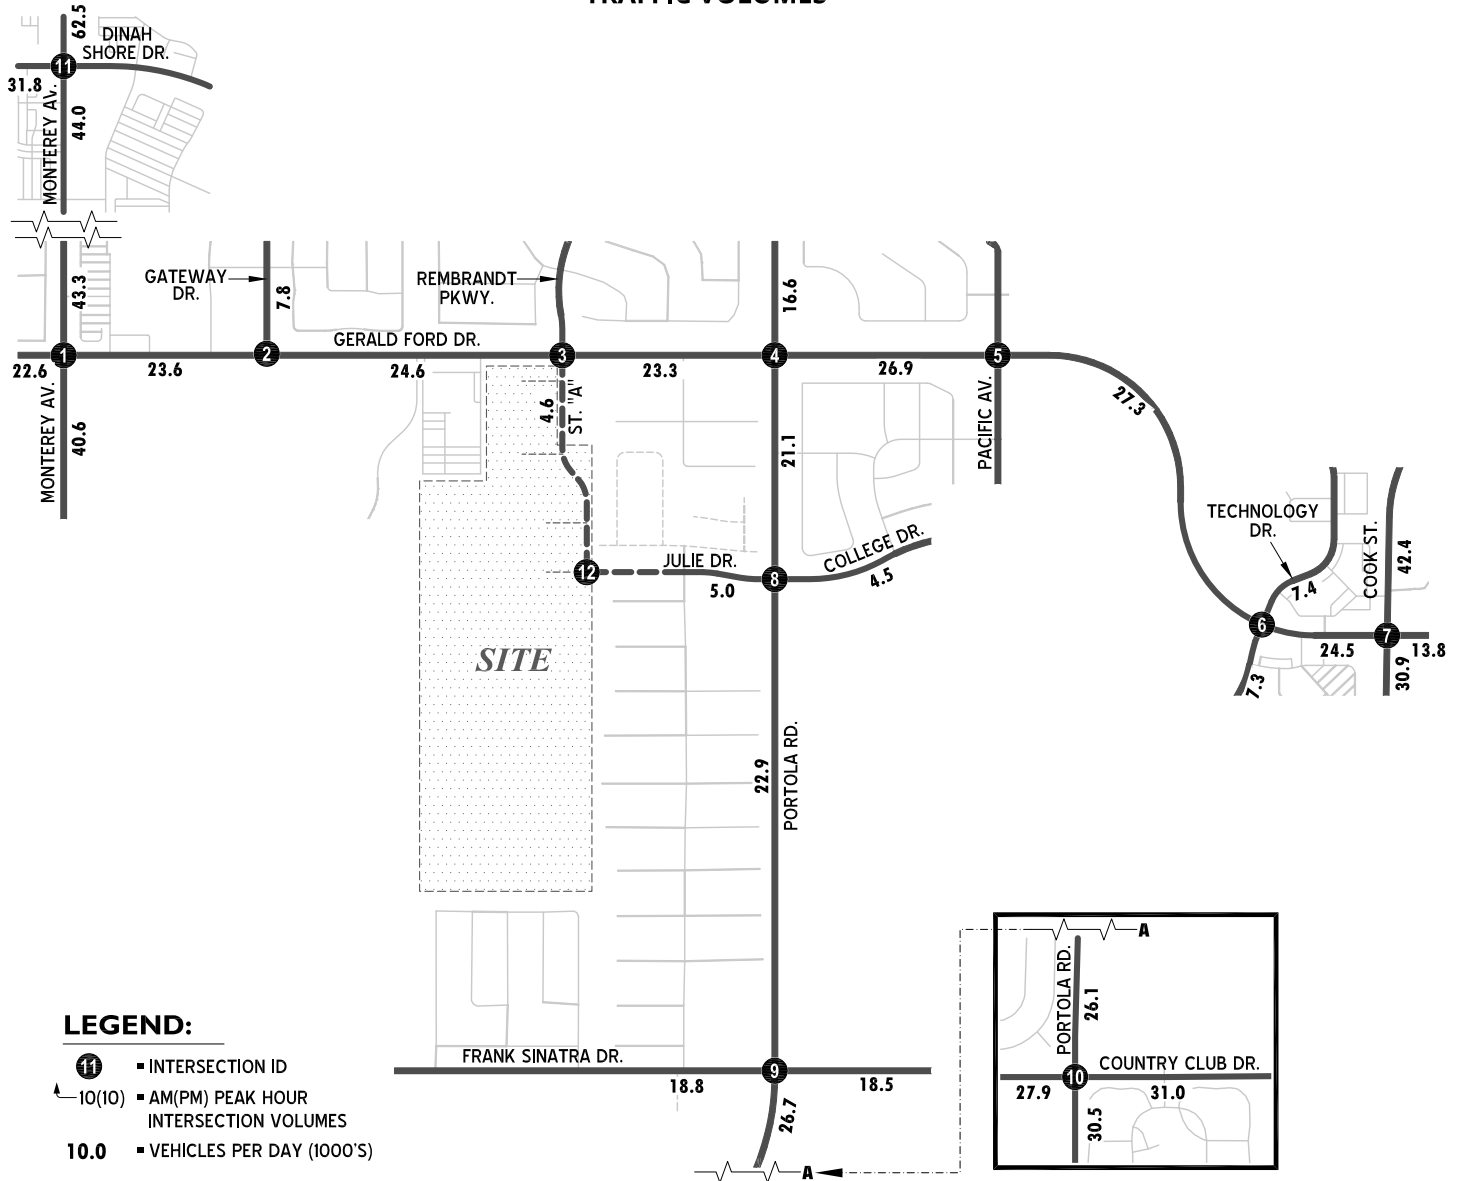 TRAFFIC VOLUMES
62.5
DINAH
SHORE DR.
11
31.8
MONTEREY AV.
44.0
43.3
GATEWAY
DR.
7.8
REMBRANDT
PKWY.
16.6
GERALD FORD DR.
1
2
3
4
5
22.6
23.6
24.6
23.3
26.9
27.3
MONTEREY AV.
40.6
4.6
ST. "A"
21.1
PACIFIC AV.
TECHNOLOGY
DR.
COOK ST.
42.4
12
JULIE DR.
5.0
8
COLLEGE DR.
4.5
7.4
6
7
24.5
13.8
7.3
30.9
SITE
22.9
PORTOLA RD.
A
PORTOLA RD.
26.1
COUNTRY CLUB DR.
10
27.9
31.0
30.5
FRANK SINATRA DR.
9
18.8
18.5
26.7
A
LEGEND:
11 = INTERSECTION ID
10(10) = AM(PM) PEAK HOUR
INTERSECTION VOLUMES
10.0 = VEHICLES PER DAY (1000'S)